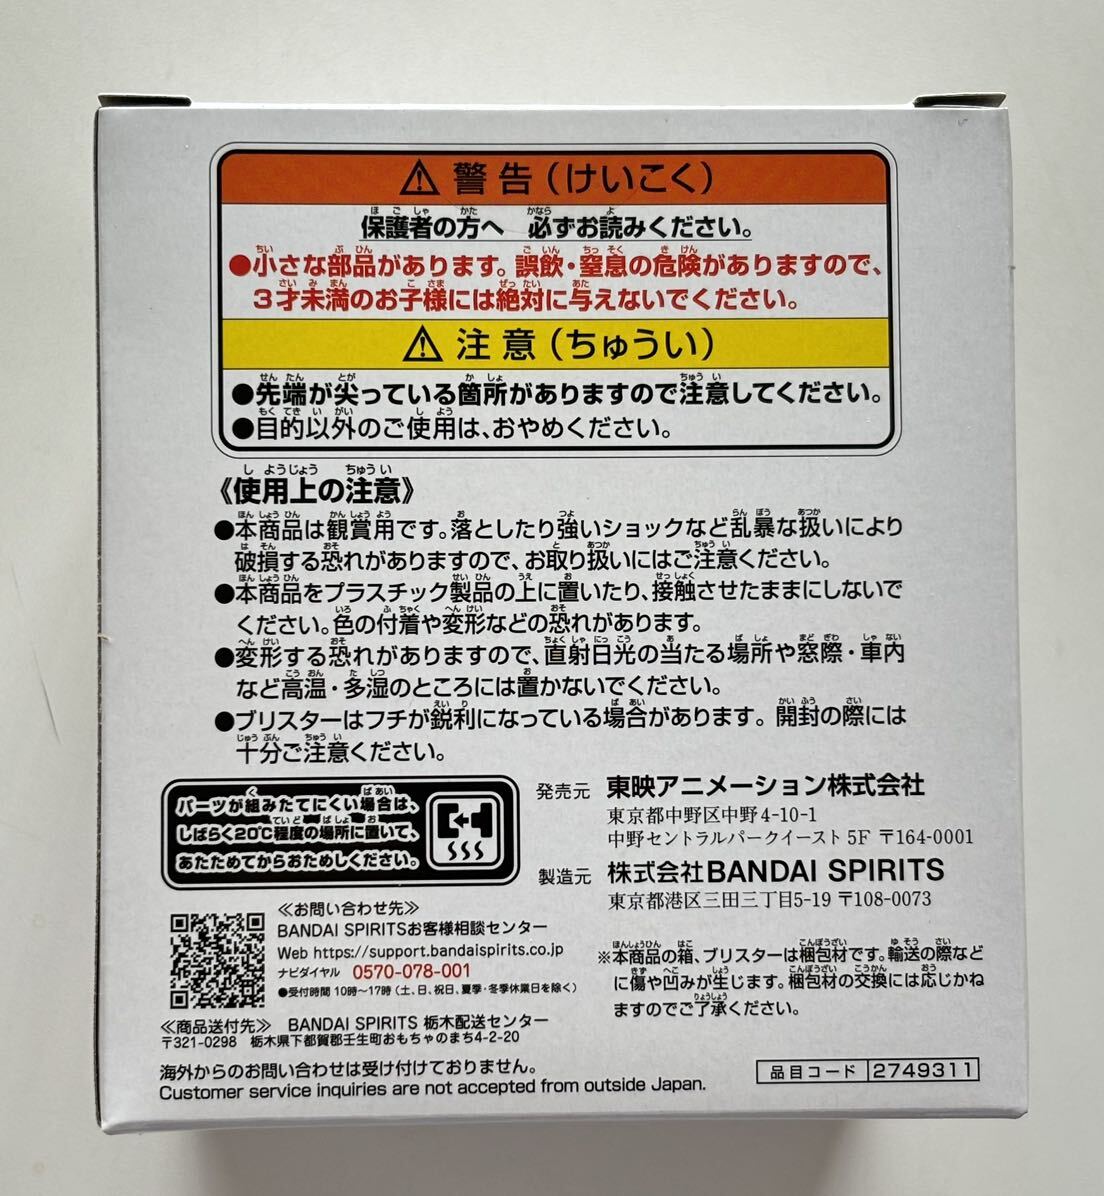 ⚠警告(けいこく)
保護者の方へ 必ずお読みください。
●小さな部品があります。誤飲・窒息の危険がありますので、
3才未満のお子様には絶対に与えないでください。
⚠注意(ちゅうい)
●先端が尖っている箇所がありますので注意してください。
●目的以外のご使用は、おやめください。
《使用上の注意》
●本商品は観賞用です。落としたり強いショックなど乱暴な扱いにより
破損する恐れがありますので、お取り扱いにはご注意ください。
●本商品をプラスチック製品の上に置いたり、接触させたままにしないで
ください。色の付着や変形などの恐れがあります。
●変形する恐れがありますので、直射日光の当たる場所や窓際・車内
など高温・多湿のところには置かないでください。
●ブリスターはフチが鋭利になっている場合があります。開封の際には
十分ご注意ください。
パーツが組みたてにくい場合は、
しばらく20℃程度の場所に置いて、
あたためてからおためしください。
発売元 東映アニメーション株式会社
東京都中野区中野4-10-1
中野セントラルパークイースト 5F 〒164-0001
製造元 株式会社BANDAI SPIRITS
東京都港区三田三丁目5-19 〒108-0073
≪お問い合わせ先≫
BANDAI SPIRITSお客様相談センター
Web https://support.bandaispirits.co.jp
ナビダイヤル 0570-078-001
●受付時間 10時〜17時(土、日、祝日、夏季・冬季休業日を除く)
≪商品送付先≫ BANDAI SPIRITS 栃木配送センター
〒321-0298 栃木県下都賀郡壬生町おもちゃのまち4-2-20
※本商品の箱、ブリスターは梱包材です。輸送の際など
に傷や凹みが生じます。梱包材の交換には応じかね
ますのでご了承ください。
海外からのお問い合わせは受け付けておりません。
Customer service inquiries are not accepted from outside Japan.
品目コード 2749311